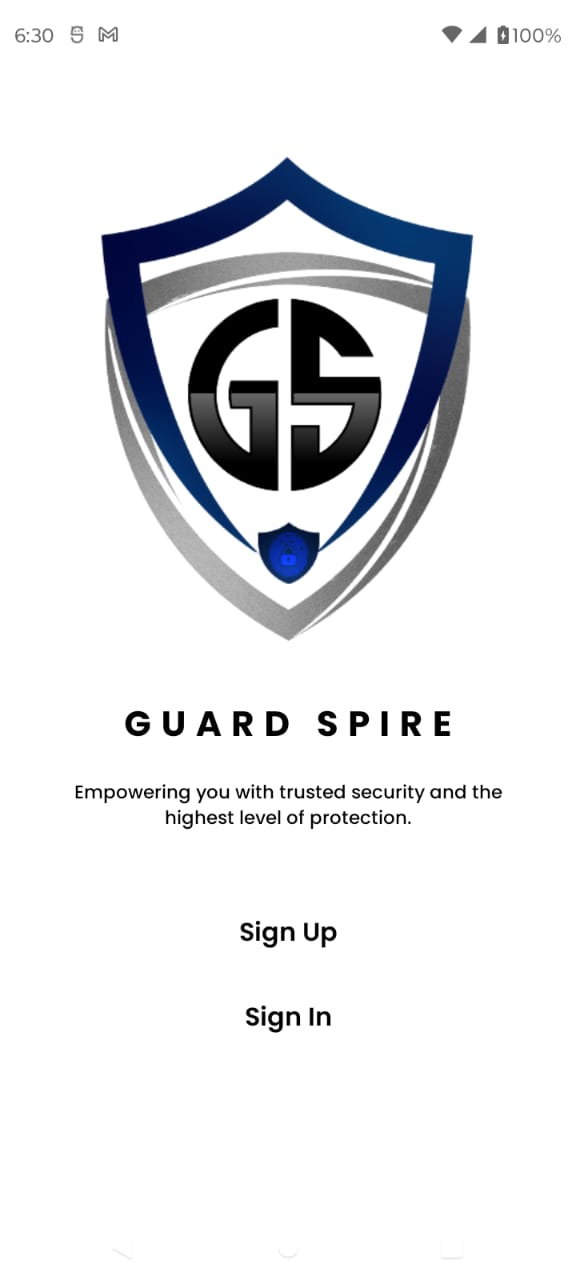 6:30 100%
GS
GUARD SPIRE
Empowering you with trusted security and the
highest level of protection.
Sign Up
Sign In